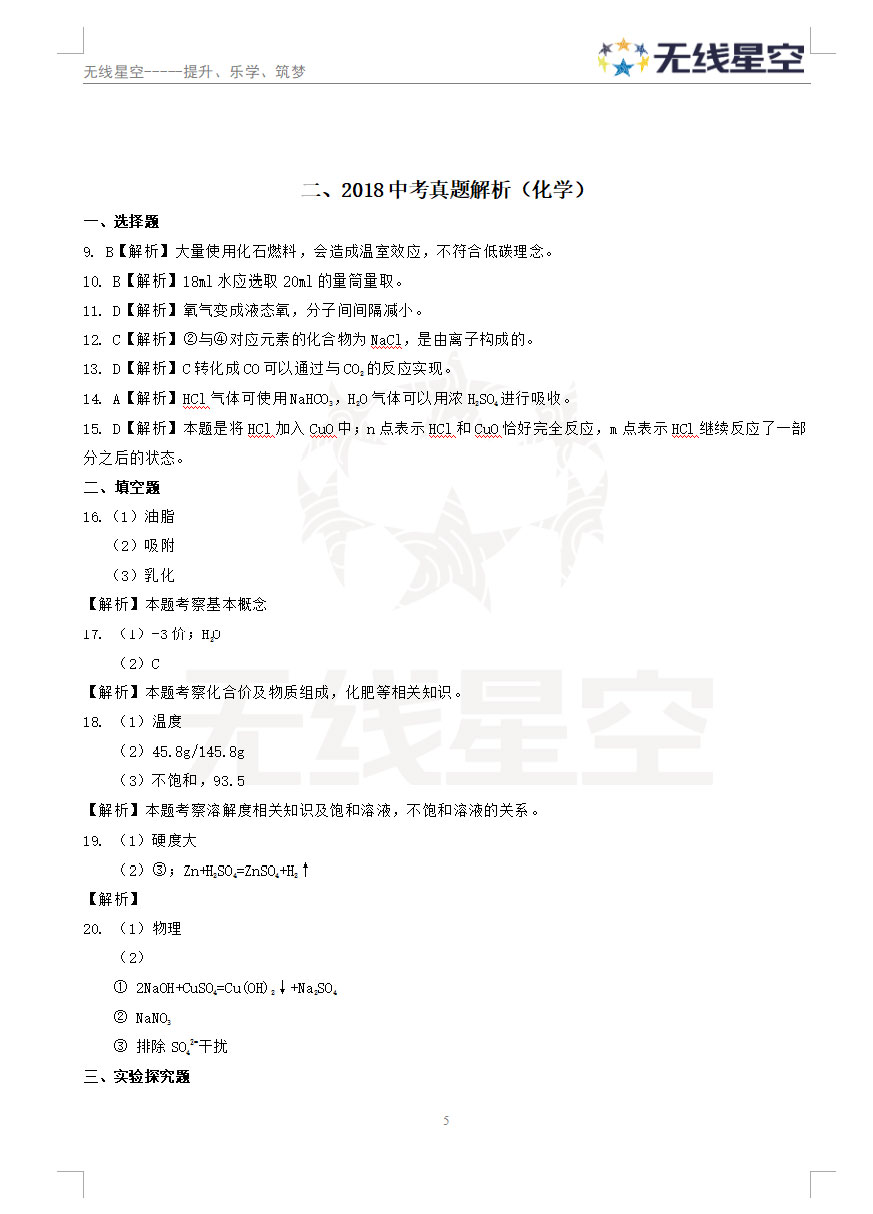 无线星空-----提升、乐学、筑梦
无线星空
二、2018中考真题解析（化学）
一、选择题
9. B【解析】大量使用化石燃料，会造成温室效应，不符合低碳理念。
10. B【解析】18ml 水应选取 20ml 的量筒量取。
11. D【解析】氧气变成液态氧，分子间间隔减小。
12. C【解析】②与④对应元素的化合物为 NaCl，是由离子构成的。
13. D【解析】C 转化成 CO 可以通过与 CO₂ 的反应实现。
14. A【解析】HCl 气体可使用 NaHCO₃，H₂O 气体可以用浓 H₂SO₄ 进行吸收。
15. D【解析】本题是将 HCl 加入 CuO 中；n 点表示 HCl 和 CuO 恰好完全反应，m 点表示 HCl 继续反应了一部
分之后的状态。
二、填空题
16.（1）油脂
（2）吸附
（3）乳化
【解析】本题考察基本概念
17. （1）-3 价；H₂O
（2）C
【解析】本题考察化合价及物质组成，化肥等相关知识。
18. （1）温度
（2）45.8g/145.8g
（3）不饱和，93.5
【解析】本题考察溶解度相关知识及饱和溶液，不饱和溶液的关系。
19. （1）硬度大
（2）③；Zn+H₂SO₄=ZnSO₄+H₂↑
【解析】
20. （1）物理
（2）
① 2NaOH+CuSO₄=Cu(OH)₂↓+Na₂SO₄
② NaNO₃
③ 排除 SO₄²⁻干扰
三、实验探究题
无线星空
5